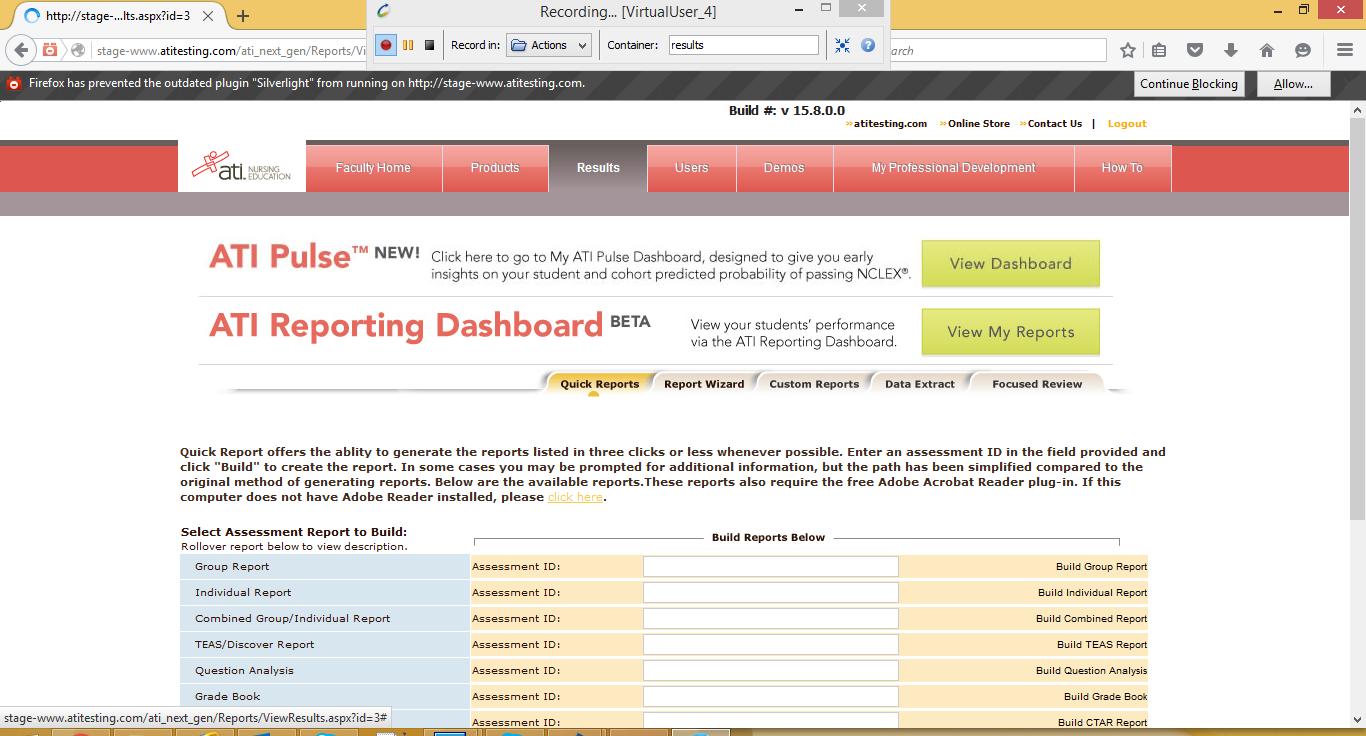 http://stage-...lts.aspx?id=3
Recording... [VirtualUser_4]
Record in: Actions Container: results
stage-www.atitesting.com/ati_next_gen/Reports/Vi
arch
Firefox has prevented the outdated plugin "Silverlight" from running on http://stage-www.atitesting.com.
Continue Blocking
Allow...
Build #: v 15.8.0.0
»atitesting.com »Online Store »Contact Us | Logout
ati. NURSING EDUCATION
Faculty Home Products Results Users Demos My Professional Development How To
ATI Pulse™ NEW!
Click here to go to My ATI Pulse Dashboard, designed to give you early
insights on your student and cohort predicted probability of passing NCLEX®.
View Dashboard
ATI Reporting Dashboard BETA
View your students' performance
via the ATI Reporting Dashboard.
View My Reports
Quick Reports Report Wizard Custom Reports Data Extract Focused Review
Quick Report offers the ablity to generate the reports listed in three clicks or less whenever possible. Enter an assessment ID in the field provided and
click "Build" to create the report. In some cases you may be prompted for additional information, but the path has been simplified compared to the
original method of generating reports. Below are the available reports.These reports also require the free Adobe Acrobat Reader plug-in. If this
computer does not have Adobe Reader installed, please click here.
Select Assessment Report to Build:
Rollover report below to view description.
Build Reports Below
Group Report Assessment ID: Build Group Report
Individual Report Assessment ID: Build Individual Report
Combined Group/Individual Report Assessment ID: Build Combined Report
TEAS/Discover Report Assessment ID: Build TEAS Report
Question Analysis Assessment ID: Build Question Analysis
Grade Book Assessment ID: Build Grade Book
Assessment ID: Build CTAR Report
stage-www.atitesting.com/ati_next_gen/Reports/ViewResults.aspx?id=3#